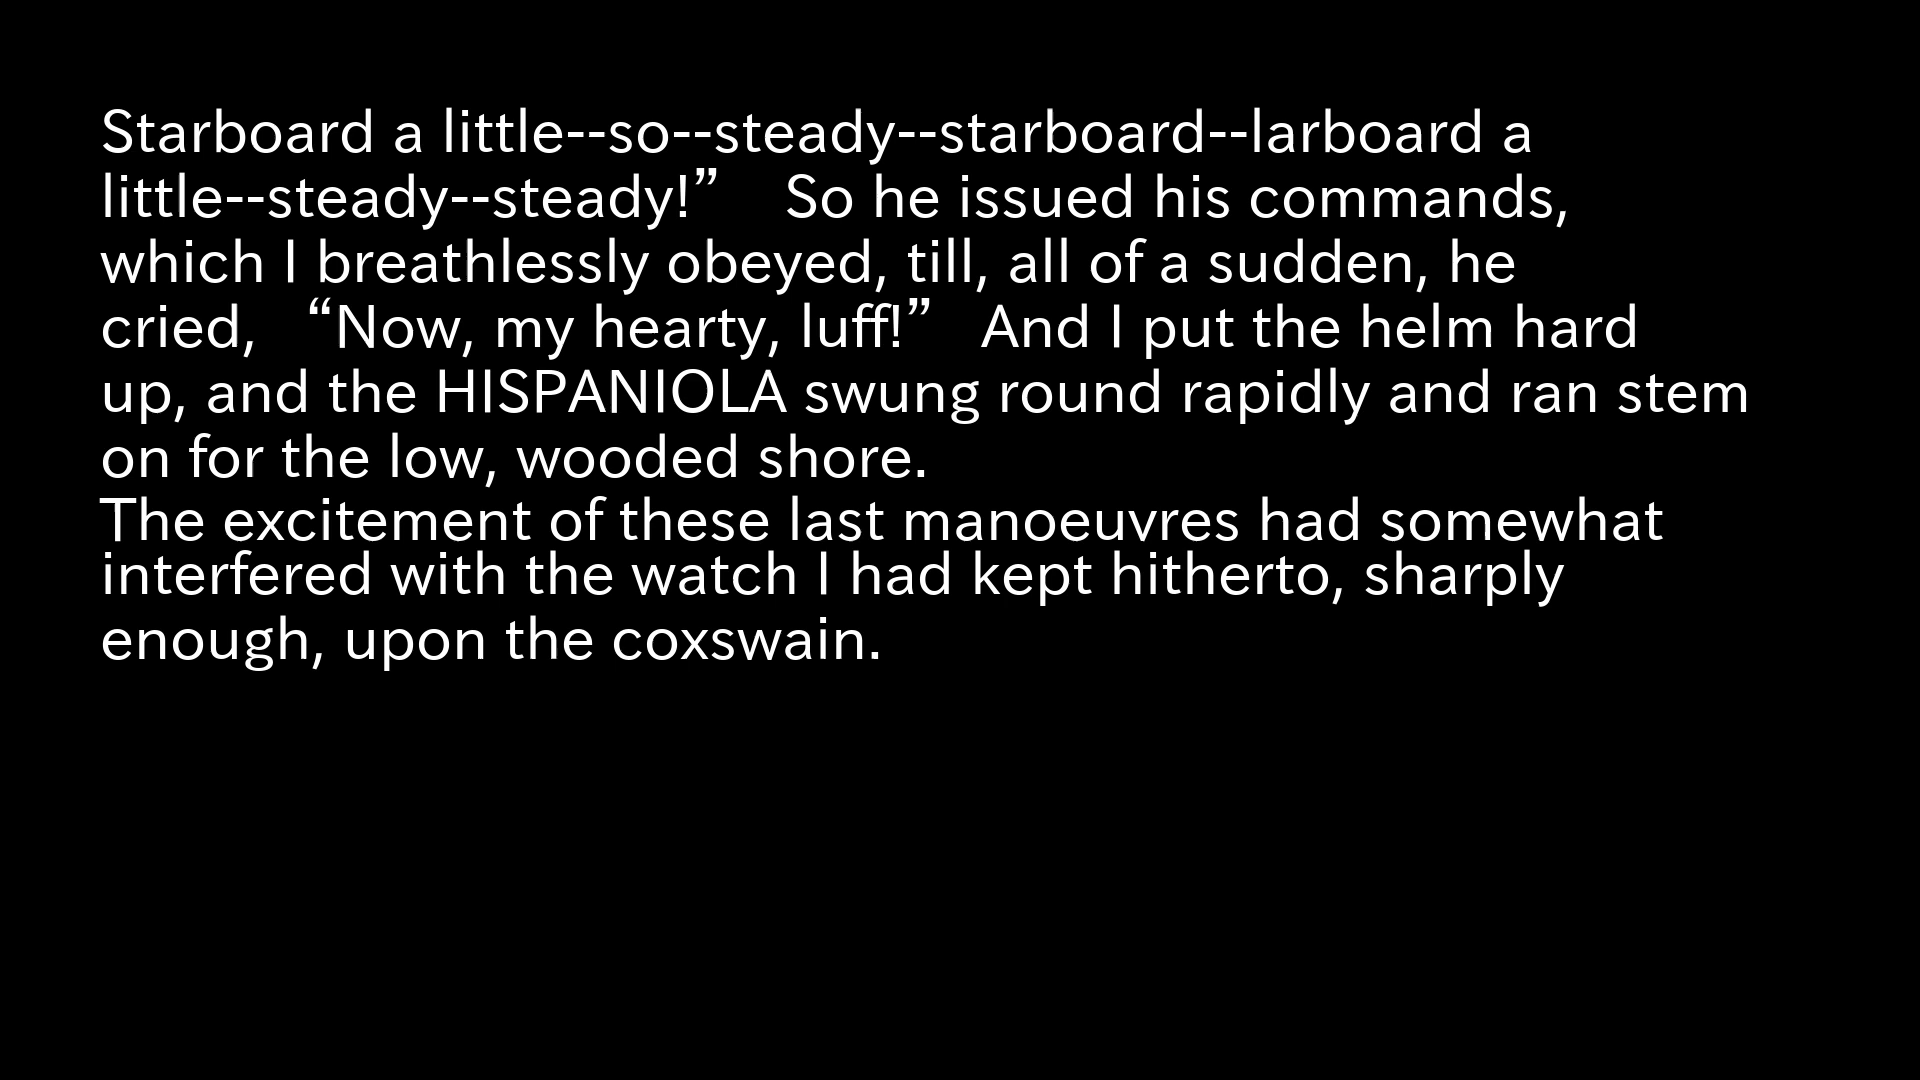 Starboard a little--so--steady--starboard--larboard a
little--steady--steady!”    So he issued his commands,
which I breathlessly obeyed, till, all of a sudden, he
cried,   “Now, my hearty, luff!”   And I put the helm hard
up, and the HISPANIOLA swung round rapidly and ran stem
on for the low, wooded shore.
The excitement of these last manoeuvres had somewhat
interfered with the watch I had kept hitherto, sharply
enough, upon the coxswain.